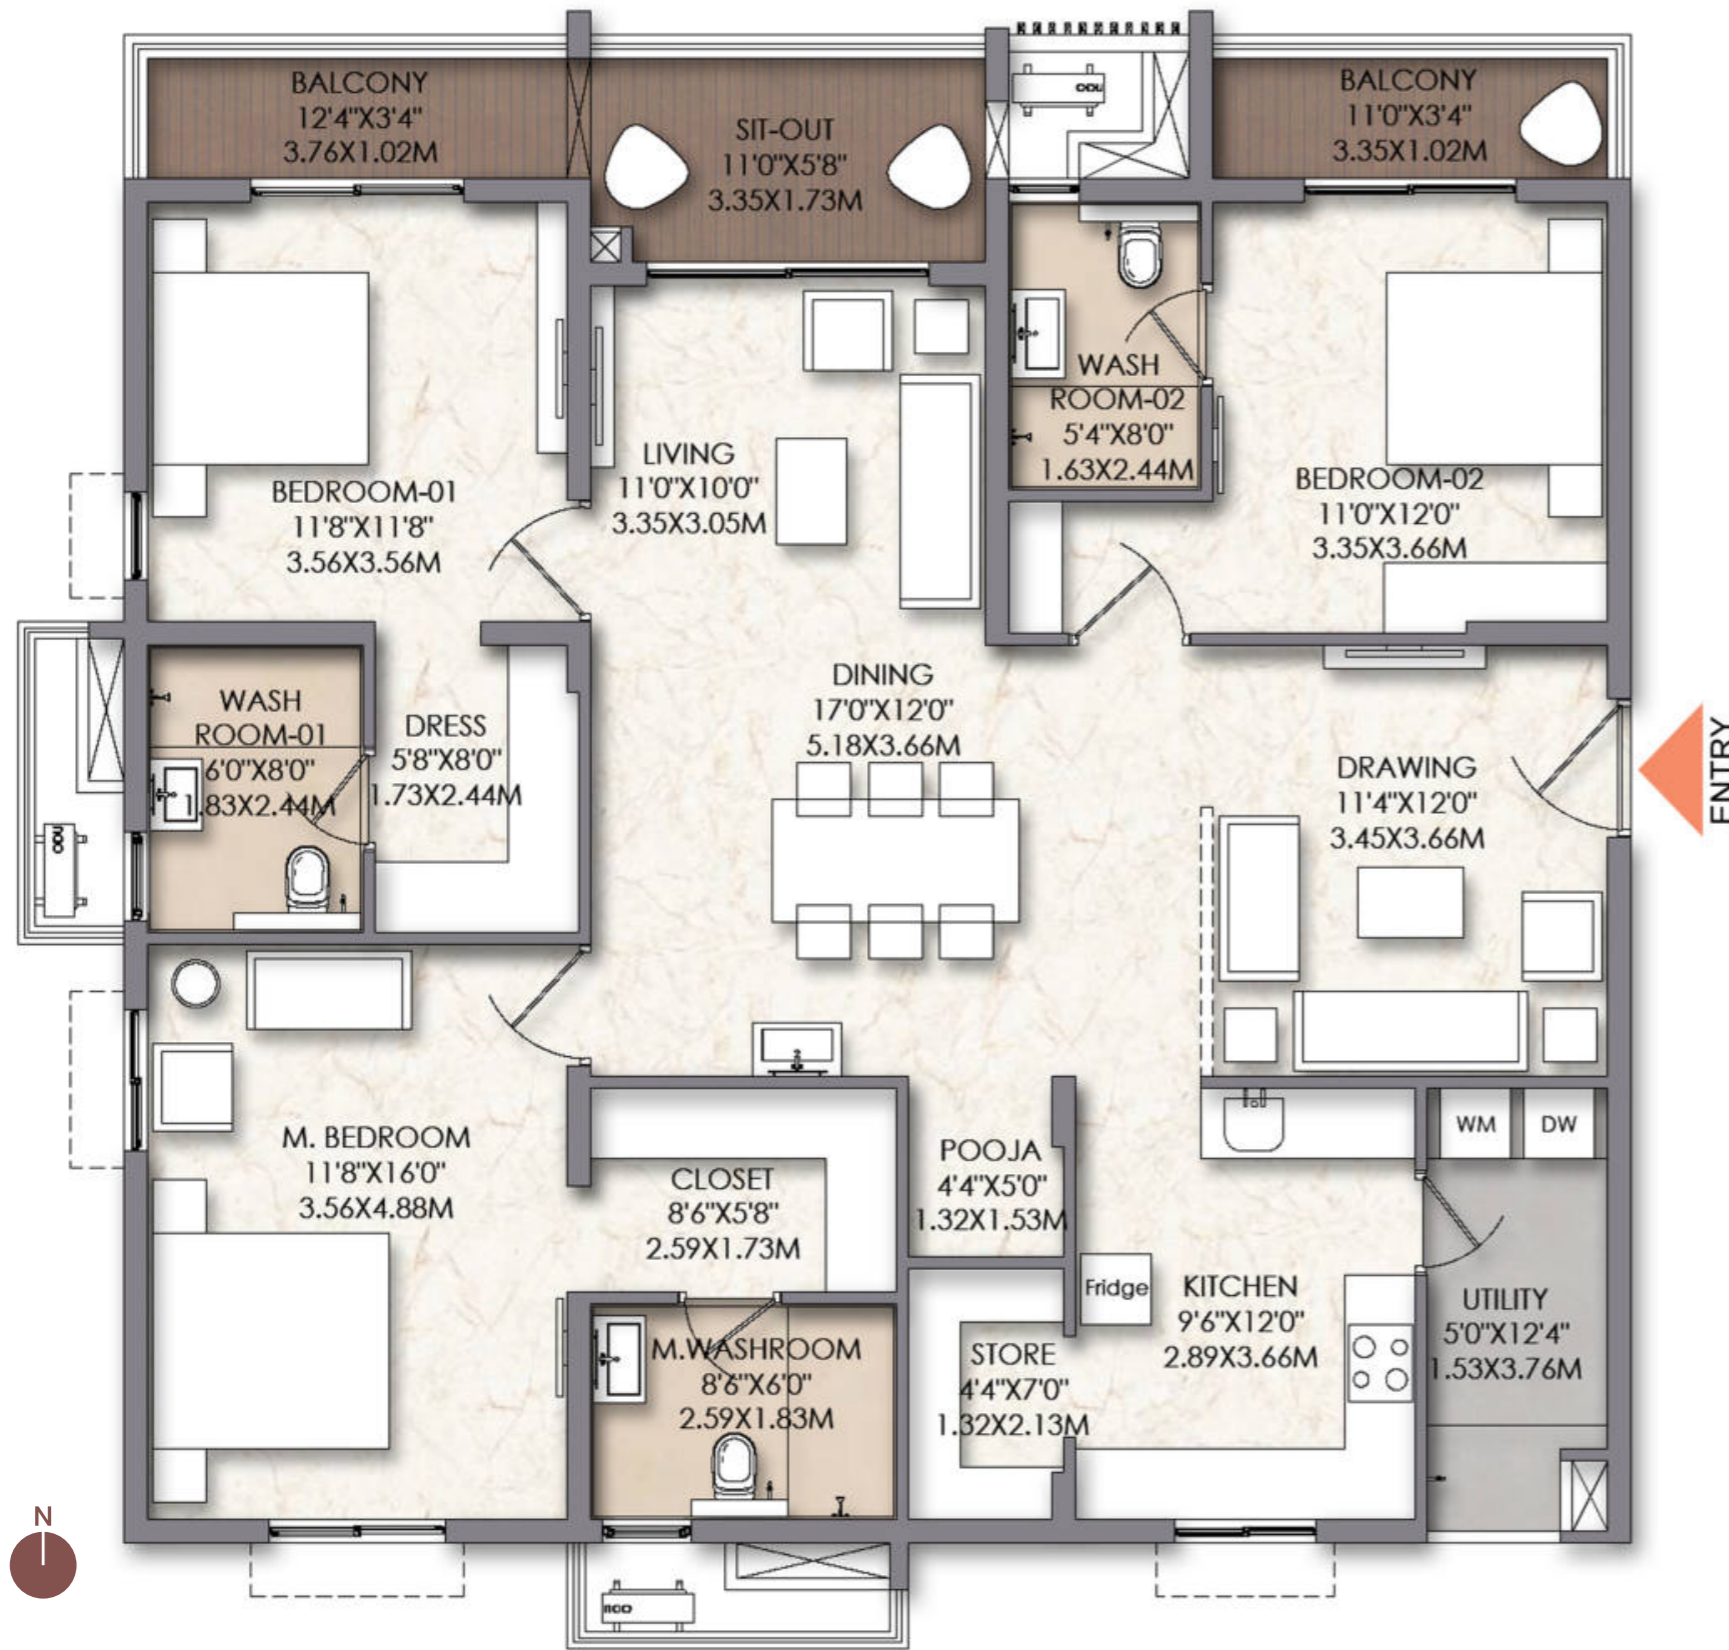 BALCONY
12'4"X3'4"
3.76X1.02M
SIT-OUT
11'0"X5'8"
3.35X1.73M
ODU
BALCONY
11'0"X3'4"
3.35X1.02M
WASH
ROOM-02
5'4"X8'0"
1.63X2.44M
LIVING
11'0"X10'0"
3.35X3.05M
BEDROOM-01
11'8"X11'8"
3.56X3.56M
BEDROOM-02
11'0"X12'0"
3.35X3.66M
WASH
ROOM-01
6'0"X8'0"
1.83X2.44M
DRESS
5'8"X8'0"
1.73X2.44M
DINING
17'0"X12'0"
5.18X3.66M
DRAWING
11'4"X12'0"
3.45X3.66M
ENTRY
ODU
M. BEDROOM
11'8"X16'0"
3.56X4.88M
CLOSET
8'6"X5'8"
2.59X1.73M
POOJA
4'4"X5'0"
1.32X1.53M
WM
DW
Fridge
KITCHEN
9'6"X12'0"
2.89X3.66M
UTILITY
5'0"X12'4"
1.53X3.76M
M.WASHROOM
8'6"X6'0"
2.59X1.83M
STORE
4'4"X7'0"
1.32X2.13M
N
ODU